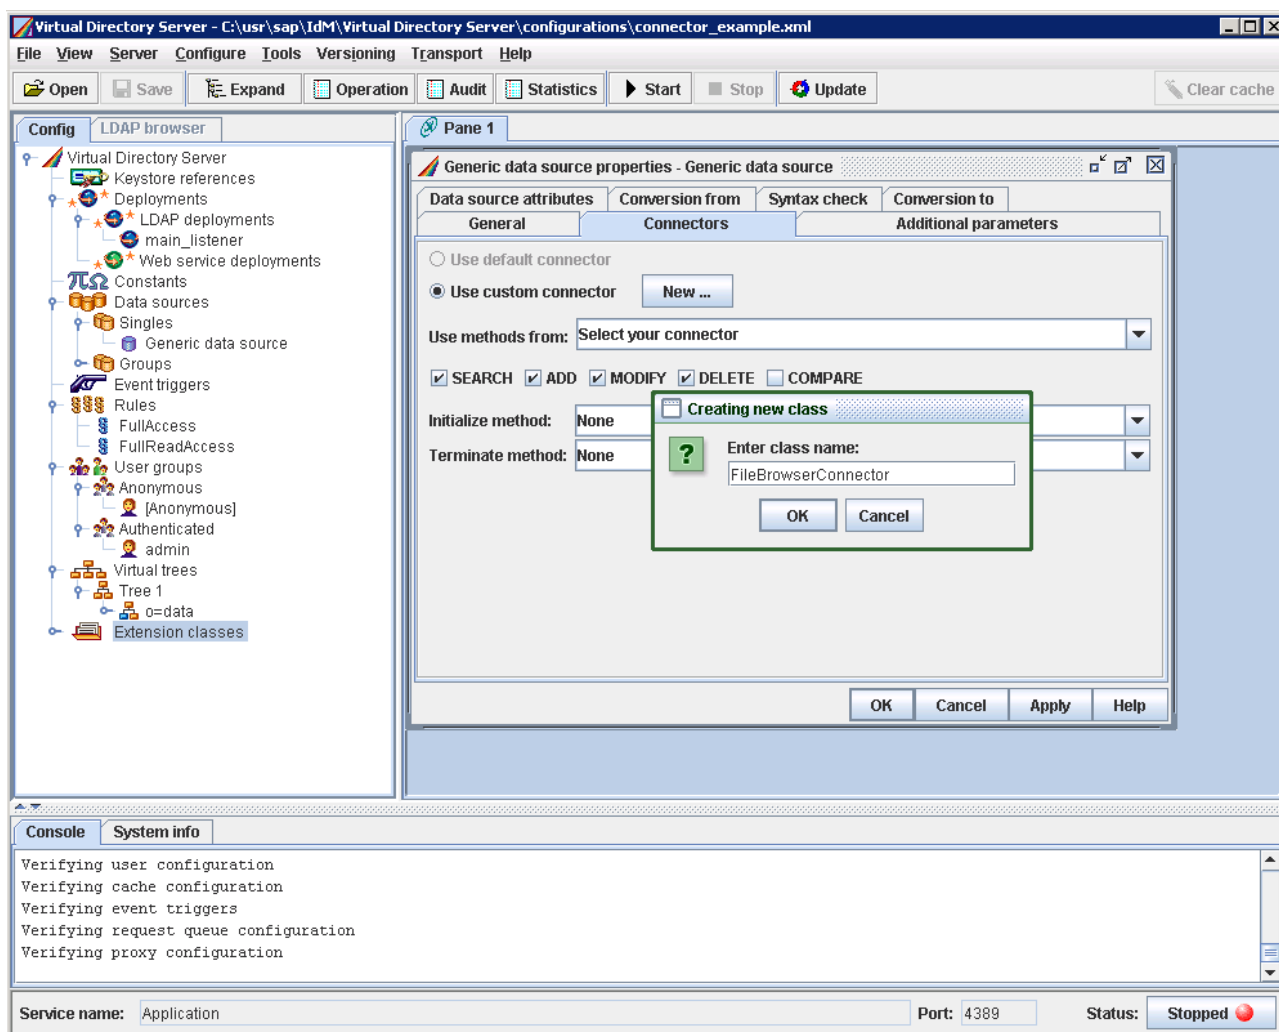 Virtual Directory Server - C:\usr\sap\IdM\Virtual Directory Server\configurations\connector_example.xml
File View Server Configure Tools Versioning Transport Help
Open Save Expand Operation Audit Statistics Start Stop Update Clear cache
Config LDAP browser
Virtual Directory Server
Keystore references
Deployments
LDAP deployments
main_listener
Web service deployments
Constants
Data sources
Singles
Generic data source
Groups
Event triggers
Rules
FullAccess
FullReadAccess
User groups
Anonymous
[Anonymous]
Authenticated
admin
Virtual trees
Tree 1
o=data
Extension classes
Pane 1
Generic data source properties - Generic data source
Data source attributes Conversion from Syntax check Conversion to
General Connectors Additional parameters
Use default connector
Use custom connector New ...
Use methods from: Select your connector
SEARCH ADD MODIFY DELETE COMPARE
Initialize method: None
Terminate method: None
Creating new class
Enter class name:
FileBrowserConnector
OK Cancel
OK Cancel Apply Help
Console System info
Verifying user configuration
Verifying cache configuration
Verifying event triggers
Verifying request queue configuration
Verifying proxy configuration
Service name: Application Port: 4389 Status: Stopped